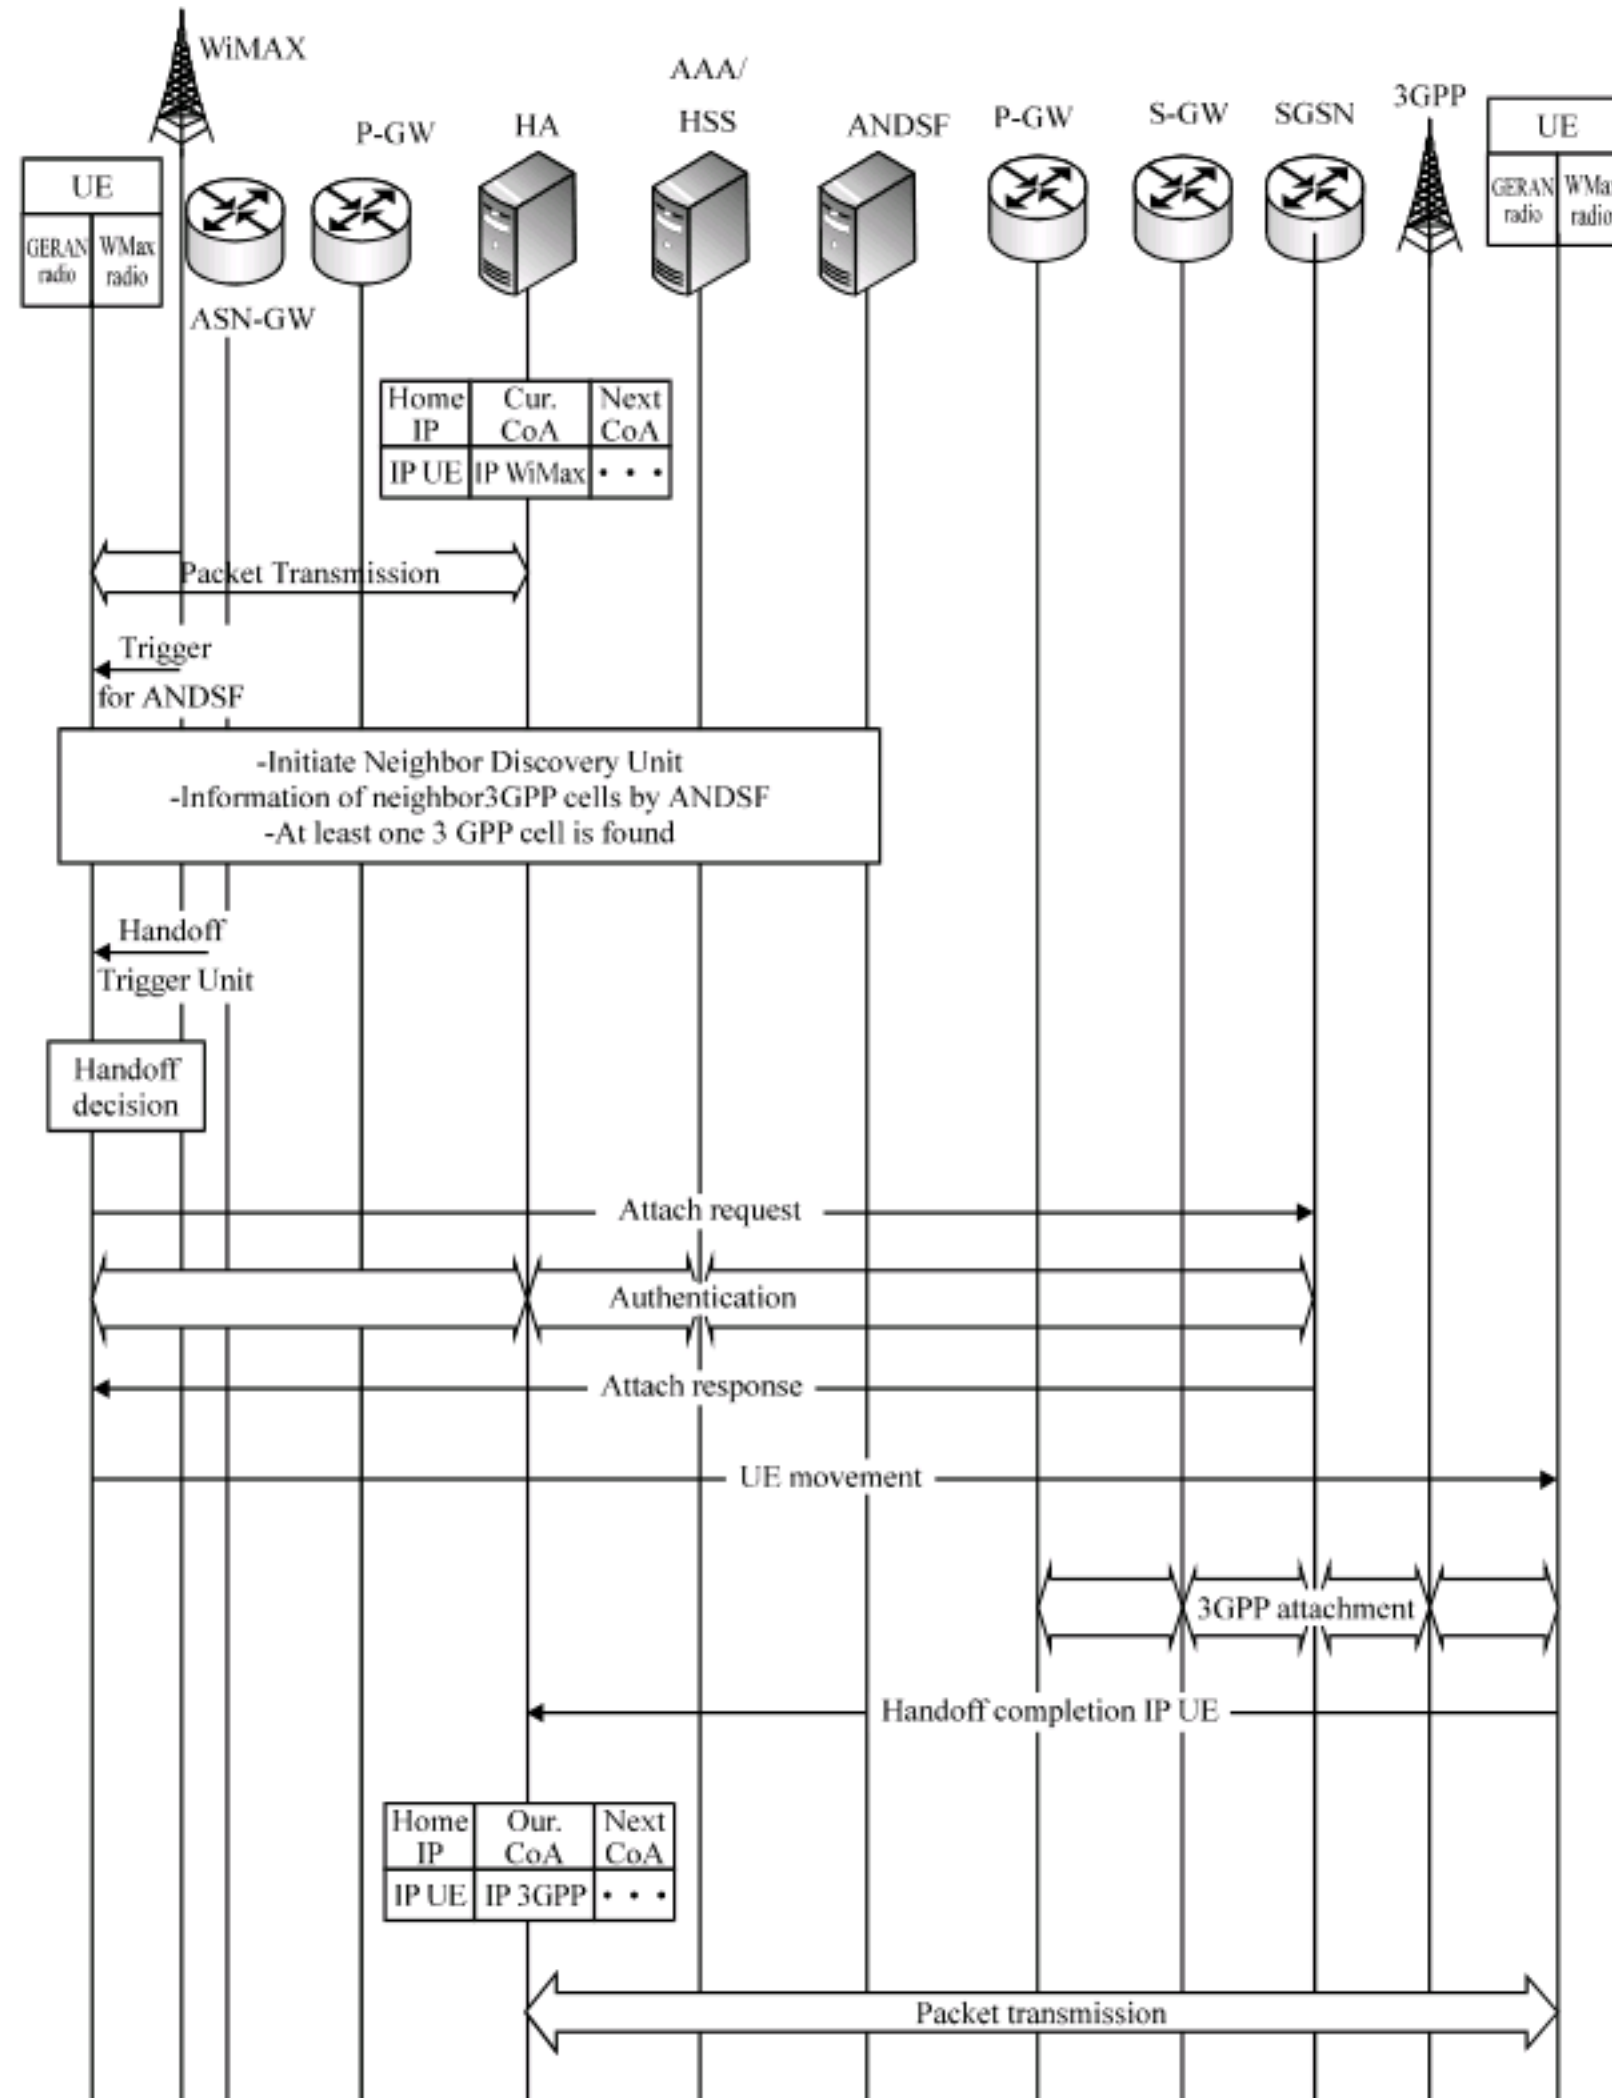 WiMAX
AAA/
HSS
3GPP
P-GW
HA
ANDSF
P-GW
S-GW
SGSN
UE
UE
GERAN
radio
WMax
radio
GERAN
radio
WMax
radio
ASN-GW
Home
IP
Cur.
CoA
Next
CoA
IP UE
IP WiMax
• • •
Packet Transmission
Trigger
for ANDSF
-Initiate Neighbor Discovery Unit
-Information of neighbor3GPP cells by ANDSF
-At least one 3 GPP cell is found
Handoff
Trigger Unit
Handoff
decision
Attach request
Authentication
Attach response
UE movement
3GPP attachment
Handoff completion IP UE
Home
IP
Our.
CoA
Next
CoA
IP UE
IP 3GPP
• • •
Packet transmission